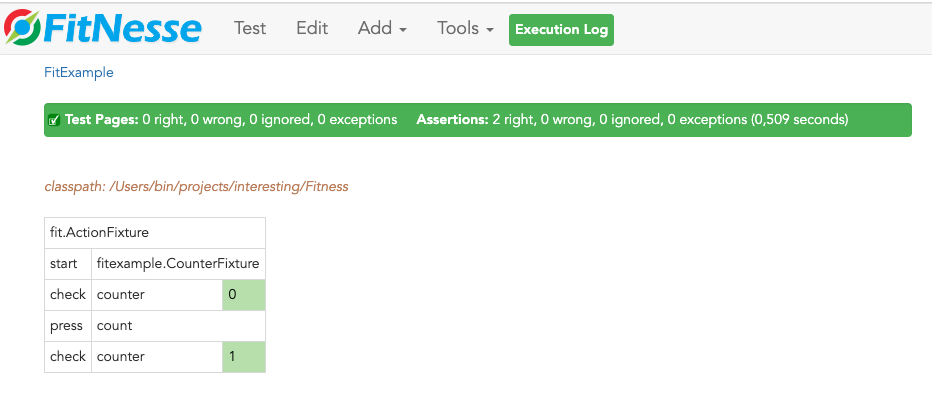 FitNesse Test Edit Add Tools Execution Log
FitExample
Test Pages: 0 right, 0 wrong, 0 ignored, 0 exceptions Assertions: 2 right, 0 wrong, 0 ignored, 0 exceptions (0,509 seconds)
classpath: /Users/bin/projects/interesting/Fitness
fit.ActionFixture
start fitexample.CounterFixture
check counter 0
press count
check counter 1